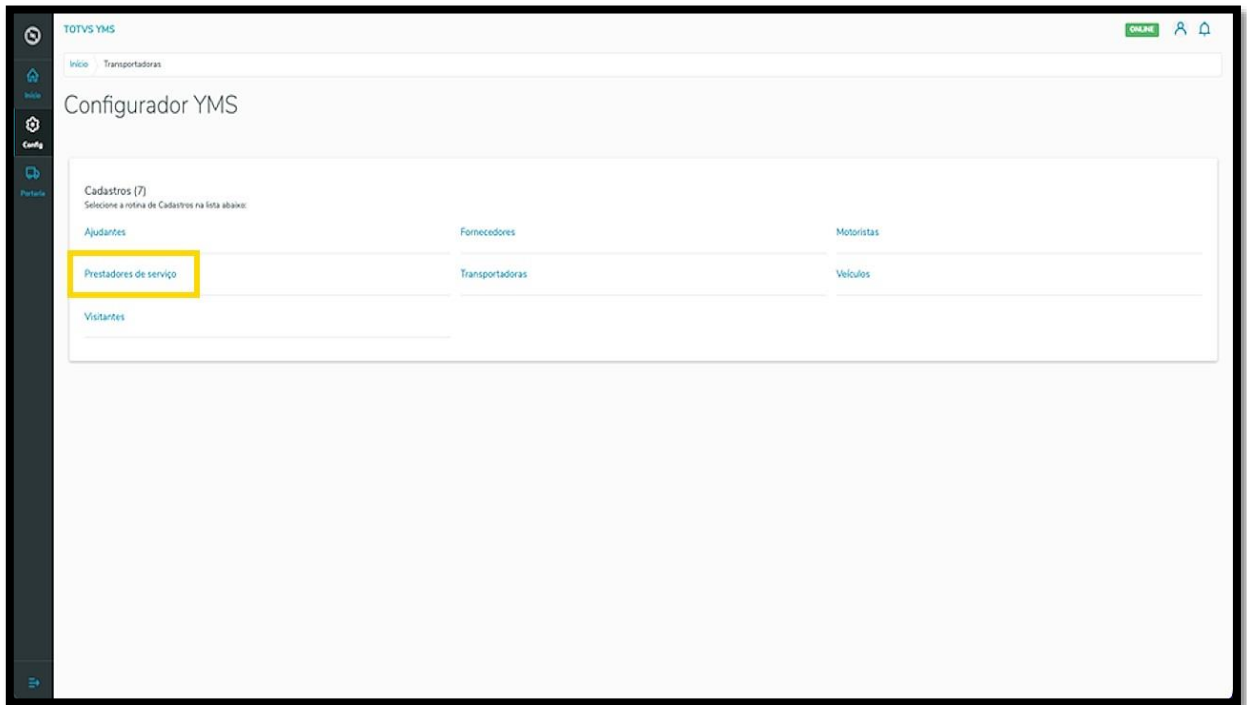 TOTVS YMS
ONLINE
Início
Transportadoras
Início
Configurador YMS
Config
Portaria
Cadastros (7)
Selecione a rotina de Cadastros na lista abaixo:
Ajudantes
Fornecedores
Motoristas
Prestadores de serviço
Transportadoras
Veículos
Visitantes